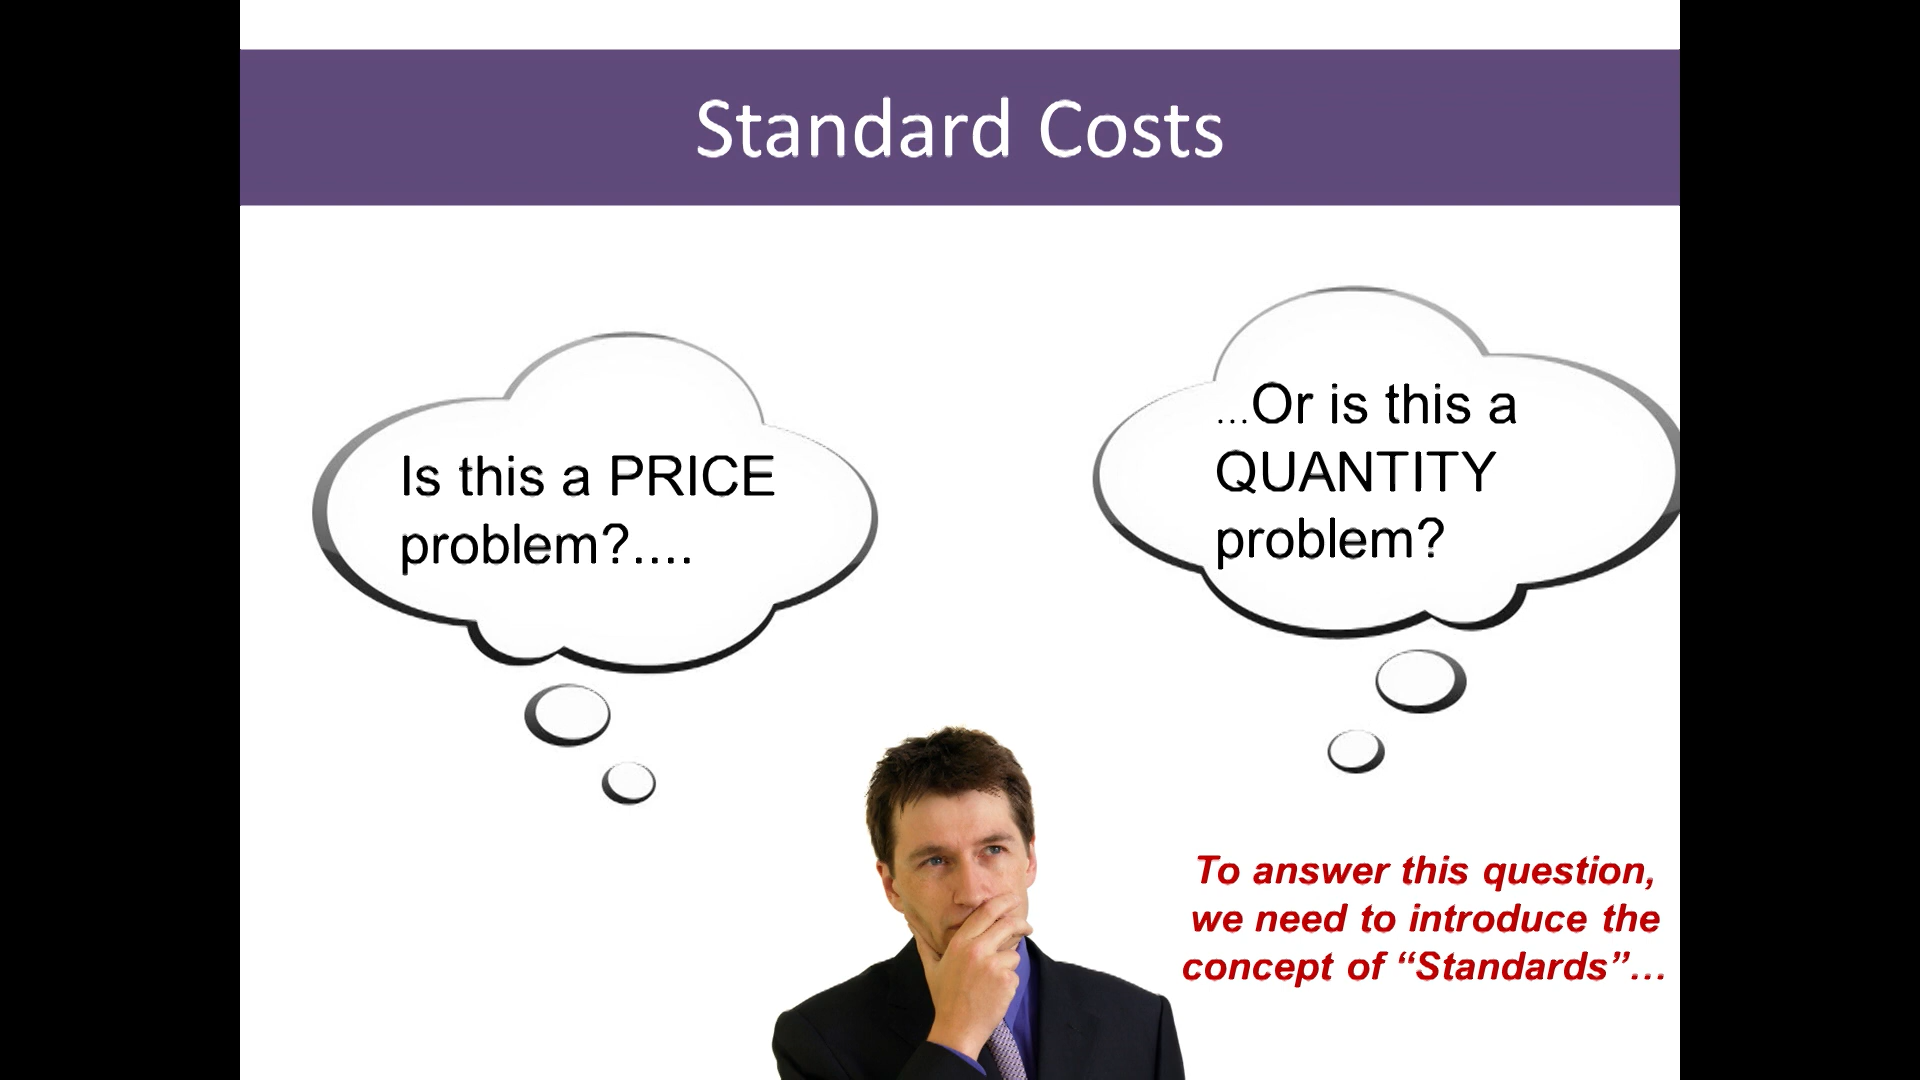 Standard Costs
Is this a PRICE
problem?....
...Or is this a
QUANTITY
problem?
To answer this question,
we need to introduce the
concept of “Standards”...